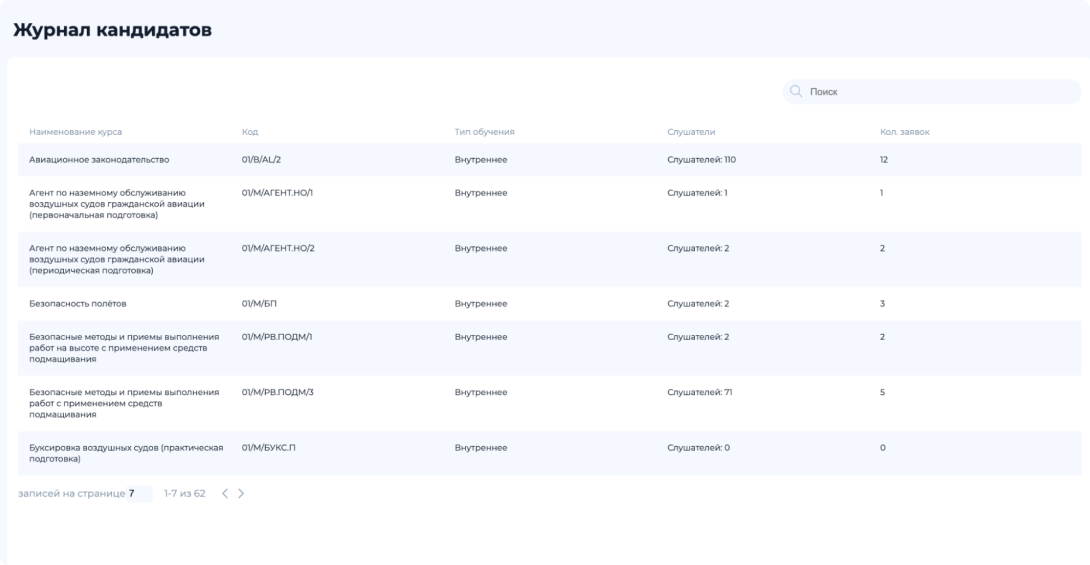 Журнал кандидатов
Поиск
Наименование курса Код Тип обучения Слушатели Кол. заявок
Авиационное законодательство 01/B/AL/2 Внутреннее Слушателей: 110 12
Агент по наземному обслуживанию 01/М/АГЕНТ.НО/1 Внутреннее Слушателей: 1 1
воздушных судов гражданской авиации
(первоначальная подготовка)
Агент по наземному обслуживанию 01/М/АГЕНТ.НО/2 Внутреннее Слушателей: 2 2
воздушных судов гражданской авиации
(периодическая подготовка)
Безопасность полётов 01/М/БП Внутреннее Слушателей: 2 3
Безопасные методы и приемы выполнения 01/М/РВ.ПОДМ/1 Внутреннее Слушателей: 2 2
работ на высоте с применением средств
подмащивания
Безопасные методы и приемы выполнения 01/М/РВ.ПОДМ/3 Внутреннее Слушателей: 71 5
работ с применением средств
подмащивания
Буксировка воздушных судов (практическая 01/М/БУКС.П Внутреннее Слушателей: 0 0
подготовка)
записей на странице 7 1-7 из 62